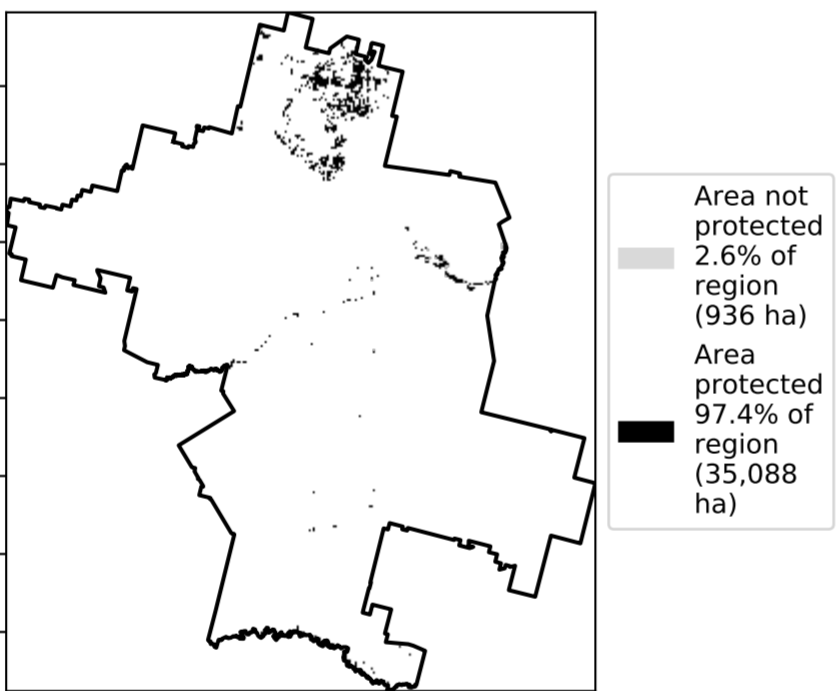 Area not
protected
2.6% of
region
(936 ha)
Area
protected
97.4% of
region
(35,088
ha)